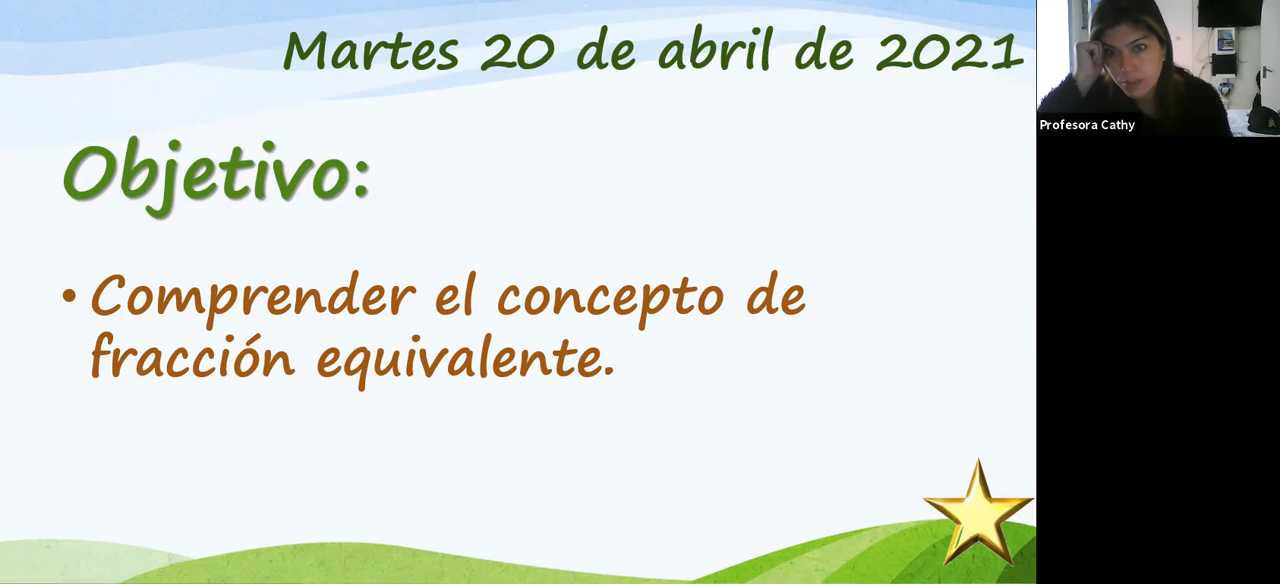 Martes 20 de abril de 2021
Objetivo:
• Comprender el concepto de
fracción equivalente.
Profesora Cathy